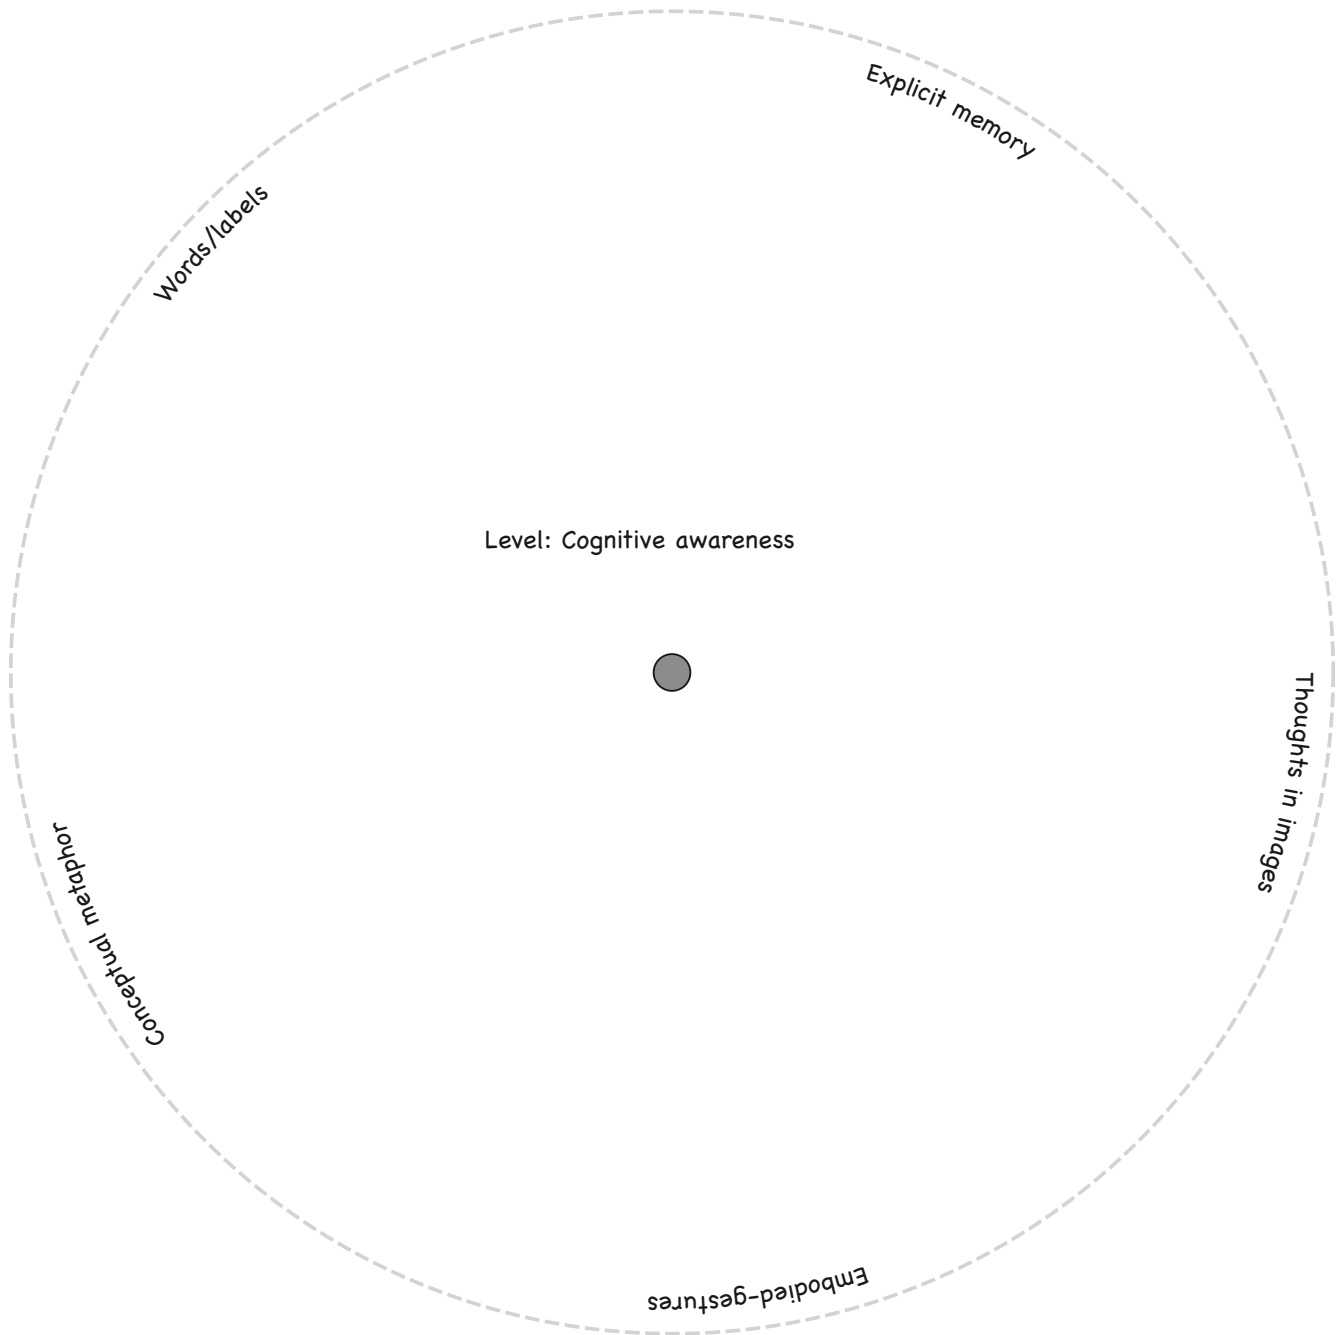 Explicit memory
Words/labels
Level: Cognitive awareness
Thoughts in images
Conceptual metaphor
Embodied-gestures